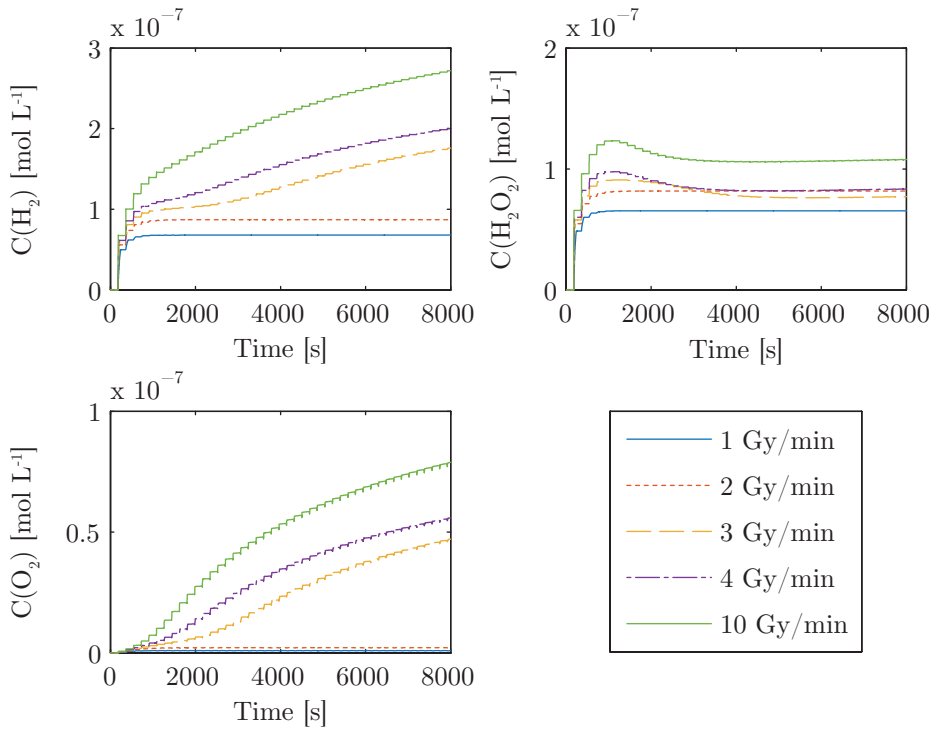 x 10⁻⁷
C(H₂) [mol L⁻¹]
3
2
1
0
0 2000 4000 6000 8000
Time [s]
x 10⁻⁷
C(H₂O₂) [mol L⁻¹]
2
1
0
0 2000 4000 6000 8000
Time [s]
x 10⁻⁷
C(O₂) [mol L⁻¹]
1
0.5
0
0 2000 4000 6000 8000
Time [s]
1 Gy/min
2 Gy/min
3 Gy/min
4 Gy/min
10 Gy/min